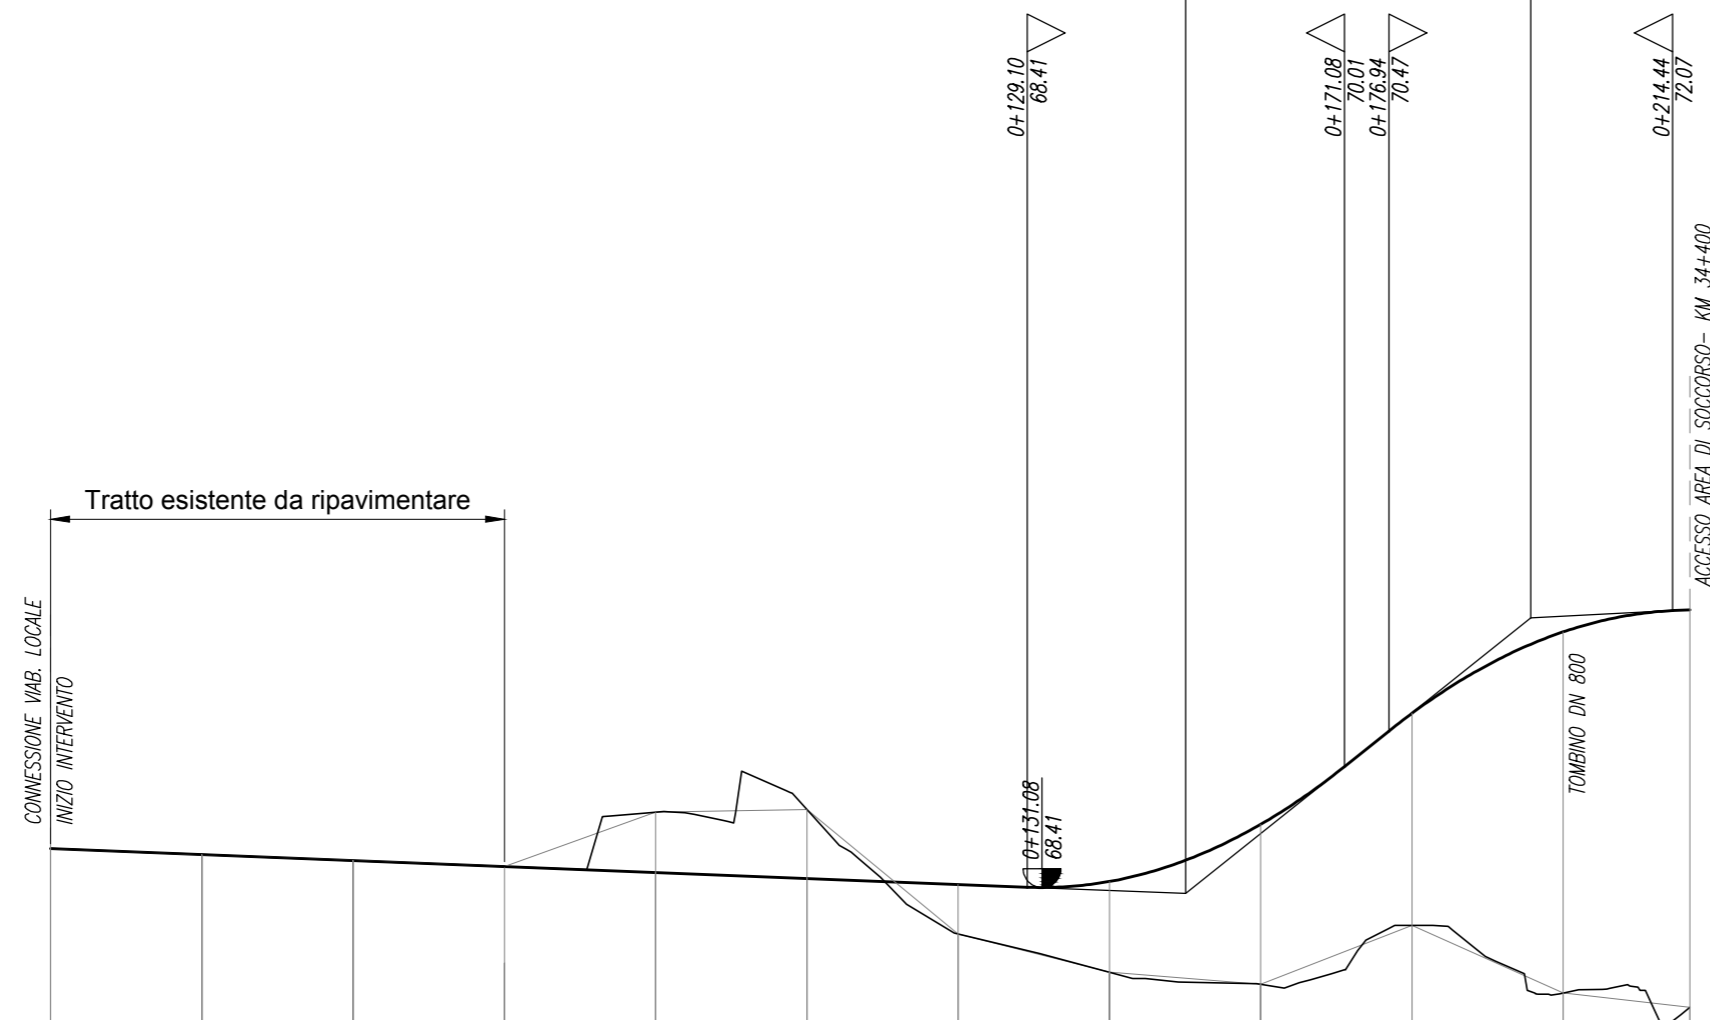 0+129.10
68.41
0+171.08
70.01
0+176.94
70.47
0+214.44
72.07
ACCESSO AREA DI SOCCORSO- KM 34+400
Tratto esistente da ripavimentare
CONNESSIONE VIAB. LOCALE
INIZIO INTERVENTO
0+131.08
68.41
TOMBINO DN 800